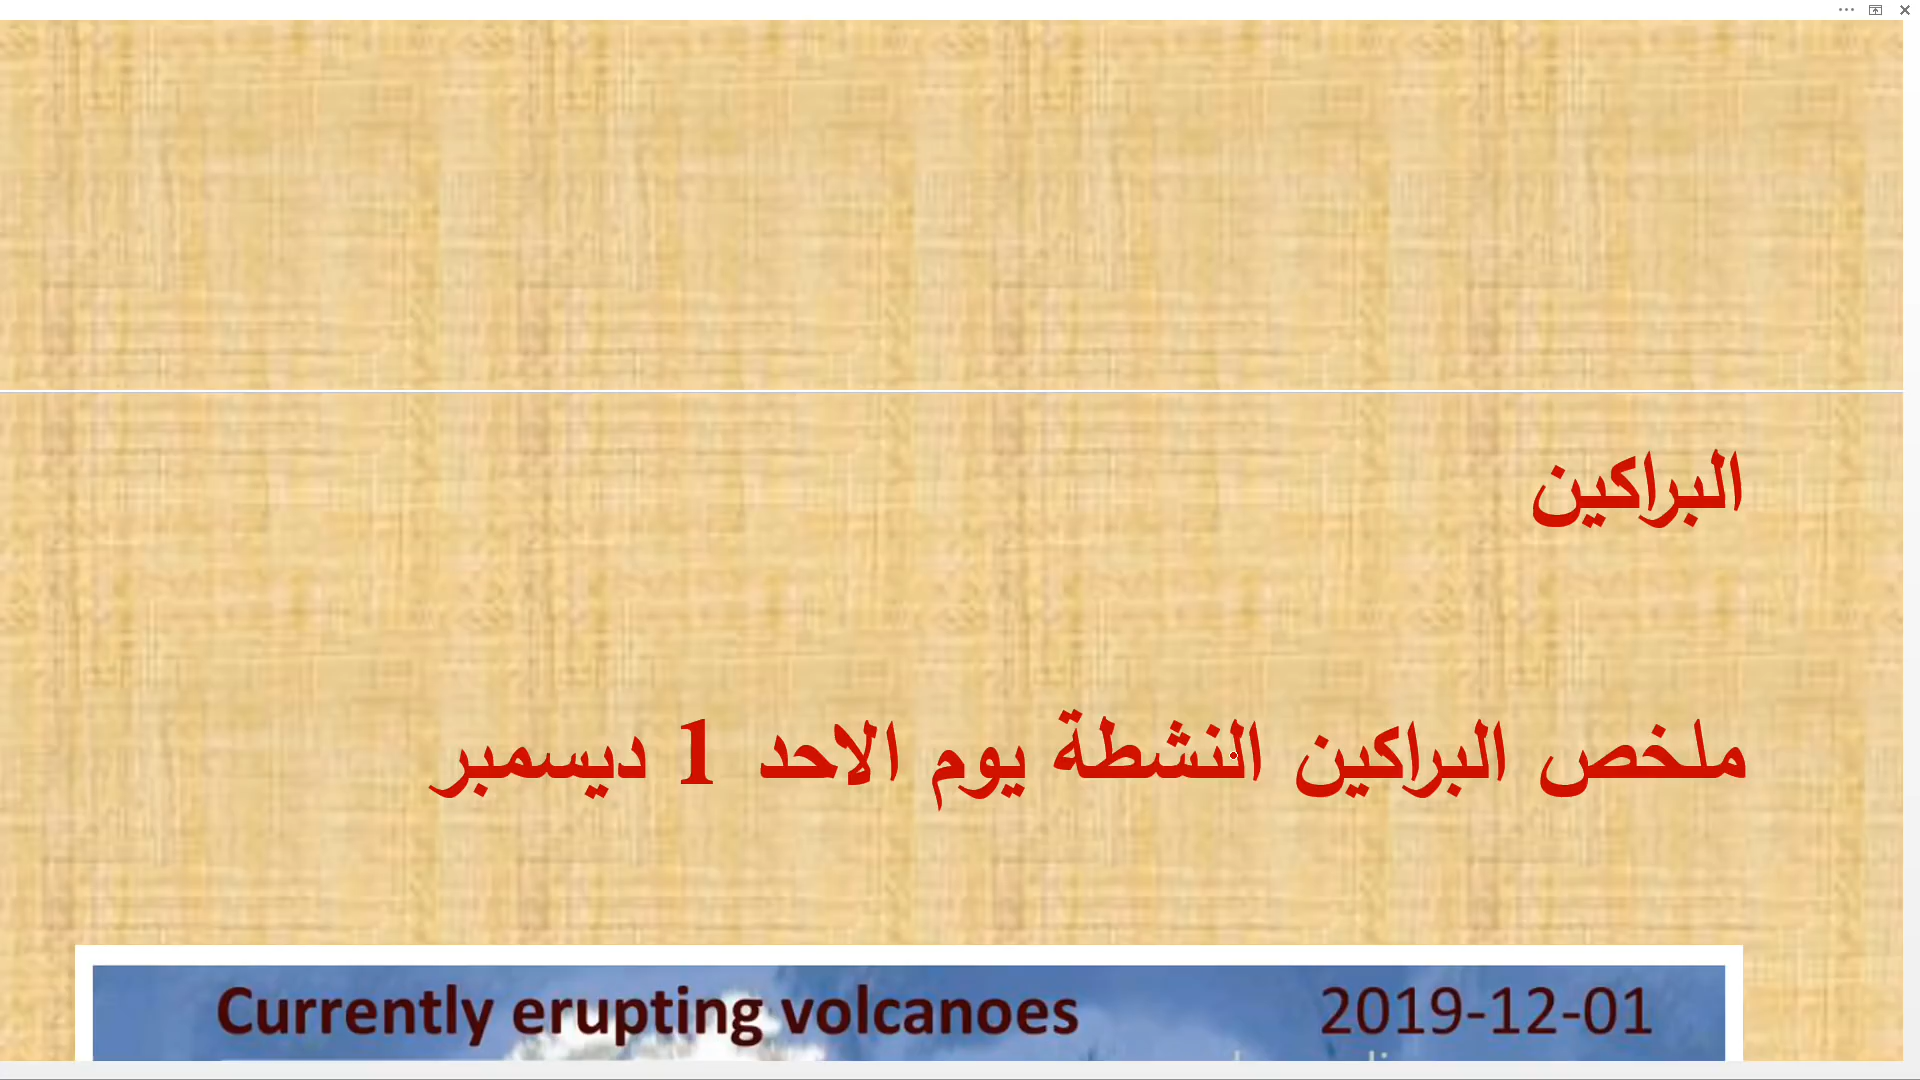 البراكين
ملخص البراكين النشطة يوم الاحد 1 ديسمبر
Currently erupting volcanoes 2019-12-01